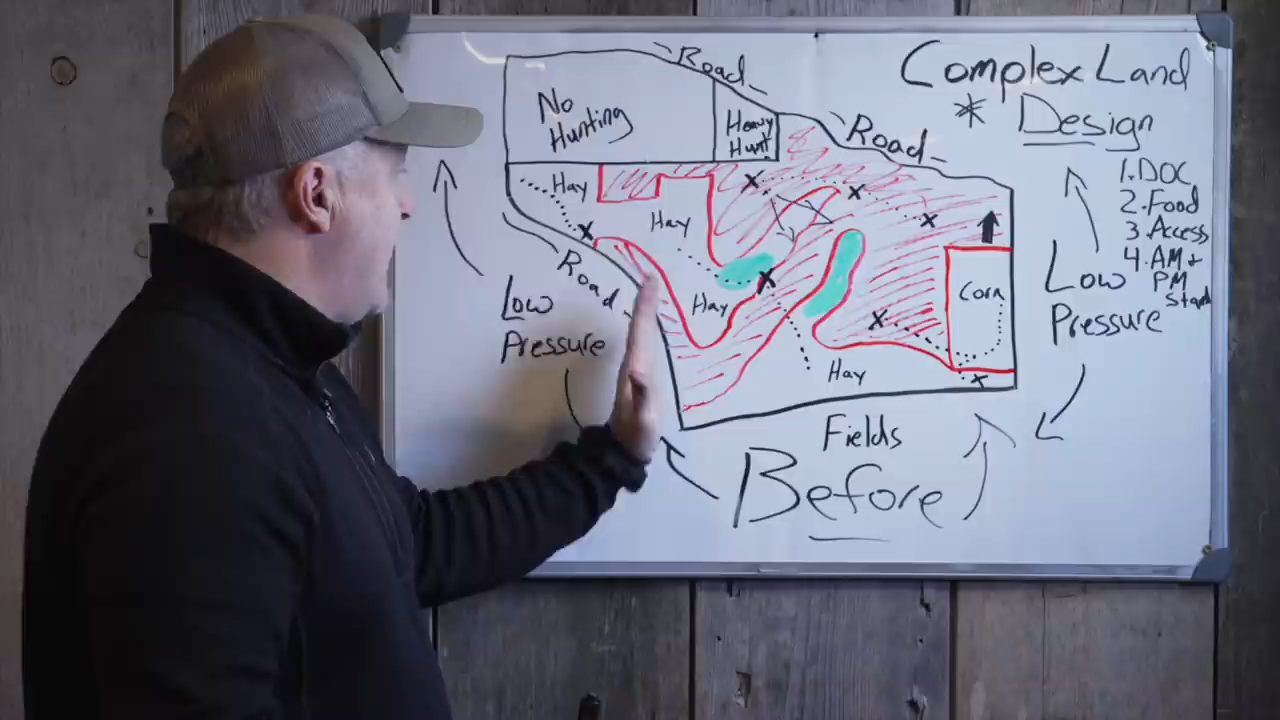 Complex Land
* Design
Road
Road
No
Hunting
Heavy
Hunt
1. DOC
2. Food
3 Access
4. AM +
PM
Stand
Hay
Hay
Road
Hay
Hay
Corn
Low
Pressure
Low
Pressure
Fields
Before